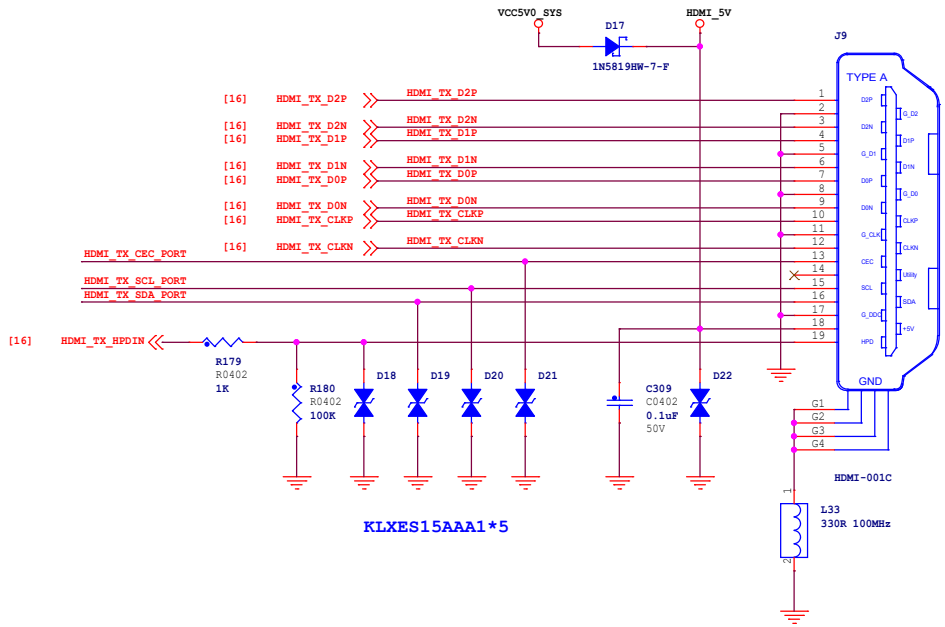 VCC5V0_SYS
HDMI_5V
D17
J9
1N5819HW-7-F
TYPE A
[16] HDMI_TX_D2P HDMI_TX_D2P 1 D2P
2 G_D2
[16] HDMI_TX_D2N HDMI_TX_D2N 3 D2N
[16] HDMI_TX_D1P HDMI_TX_D1P 4 D1P
5 G_D1
[16] HDMI_TX_D1N HDMI_TX_D1N 6 D1N
[16] HDMI_TX_D0P HDMI_TX_D0P 7 D0P
8 G_D0
[16] HDMI_TX_D0N HDMI_TX_D0N 9 D0N
[16] HDMI_TX_CLKP HDMI_TX_CLKP 10 CLKP
11 G_CLK
[16] HDMI_TX_CLKN HDMI_TX_CLKN 12 CLKN
HDMI_TX_CEC_PORT 13 CEC
14 Utility
HDMI_TX_SCL_PORT 15 SCL
HDMI_TX_SDA_PORT 16 SDA
17 G_DDC
18 +5V
[16] HDMI_TX_HPDIN 19 HPD
R179
R0402
1K
R180
R0402
100K
D18
D19
D20
D21
C309
C0402
0.1uF
50V
D22
GND
G1
G2
G3
G4
HDMI-001C
1
L33
330R 100MHz
2
KLXES15AAA1*5